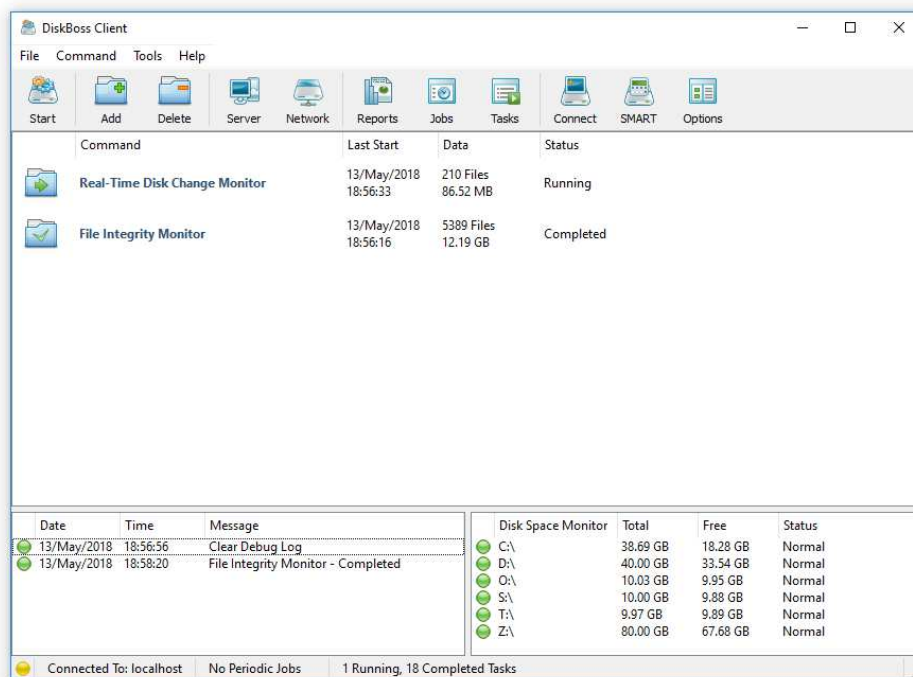 DiskBoss Client
File Command Tools Help
Start Add Delete Server Network Reports Jobs Tasks Connect SMART Options
Command Last Start Data Status
Real-Time Disk Change Monitor 13/May/2018 18:56:33 210 Files 86.52 MB Running
File Integrity Monitor 13/May/2018 18:56:16 5389 Files 12.19 GB Completed
Date Time Message
13/May/2018 18:56:56 Clear Debug Log
13/May/2018 18:58:20 File Integrity Monitor - Completed
Disk Space Monitor Total Free Status
C:\ 38.69 GB 18.28 GB Normal
D:\ 40.00 GB 33.54 GB Normal
O:\ 10.03 GB 9.95 GB Normal
S:\ 10.00 GB 9.88 GB Normal
T:\ 9.97 GB 9.89 GB Normal
Z:\ 80.00 GB 67.68 GB Normal
Connected To: localhost No Periodic Jobs 1 Running, 18 Completed Tasks